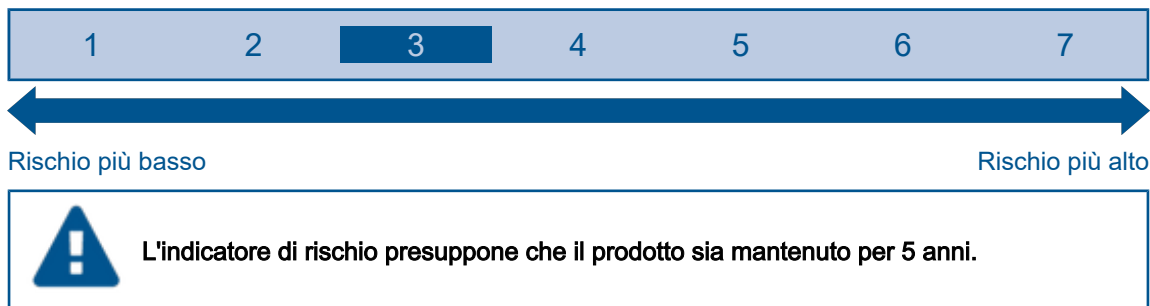 1 2 3 4 5 6 7
Rischio più basso Rischio più alto
L'indicatore di rischio presuppone che il prodotto sia mantenuto per 5 anni.